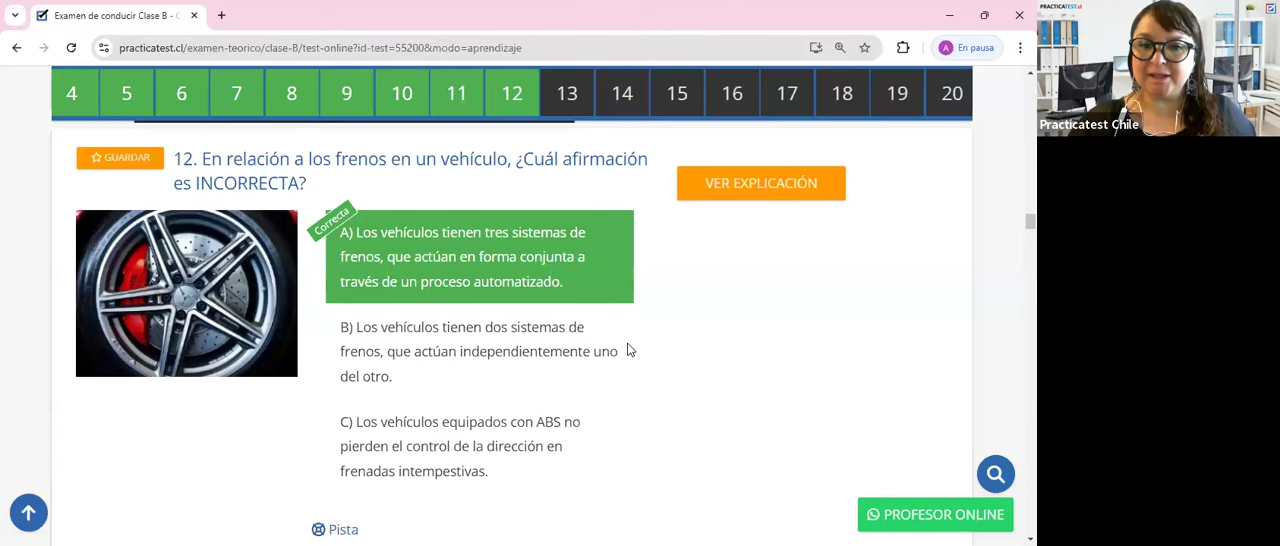 Examen de conducir Clase B - C
practicatest.cl/examen-teorico/clase-B/test-online?id-test=55200&modo=aprendizaje
A
En pausa
PRACTICATEST.cl
Practicatest Chile
4 5 6 7 8 9 10 11 12 13 14 15 16 17 18 19 20
GUARDAR
12. En relación a los frenos en un vehículo, ¿Cuál afirmación
es INCORRECTA?
VER EXPLICACIÓN
Correcta
A) Los vehículos tienen tres sistemas de
frenos, que actúan en forma conjunta a
través de un proceso automatizado.
B) Los vehículos tienen dos sistemas de
frenos, que actúan independientemente uno
del otro.
C) Los vehículos equipados con ABS no
pierden el control de la dirección en
frenadas intempestivas.
Pista
PROFESOR ONLINE